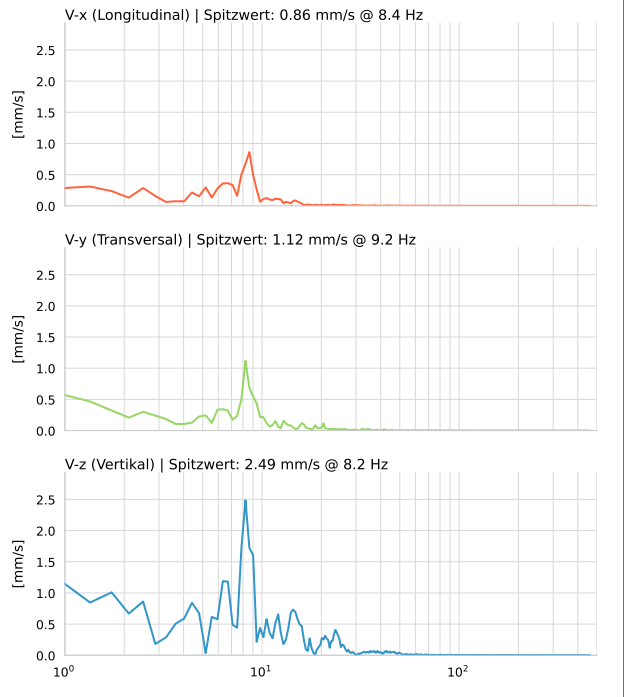 V-x (Longitudinal) | Spitzwert: 0.86 mm/s @ 8.4 Hz
2.5
2.0
1.5
1.0
0.5
0.0
[mm/s]
V-y (Transversal) | Spitzwert: 1.12 mm/s @ 9.2 Hz
2.5
2.0
1.5
1.0
0.5
0.0
[mm/s]
V-z (Vertikal) | Spitzwert: 2.49 mm/s @ 8.2 Hz
2.5
2.0
1.5
1.0
0.5
0.0
[mm/s]
10⁰ 10¹ 10²